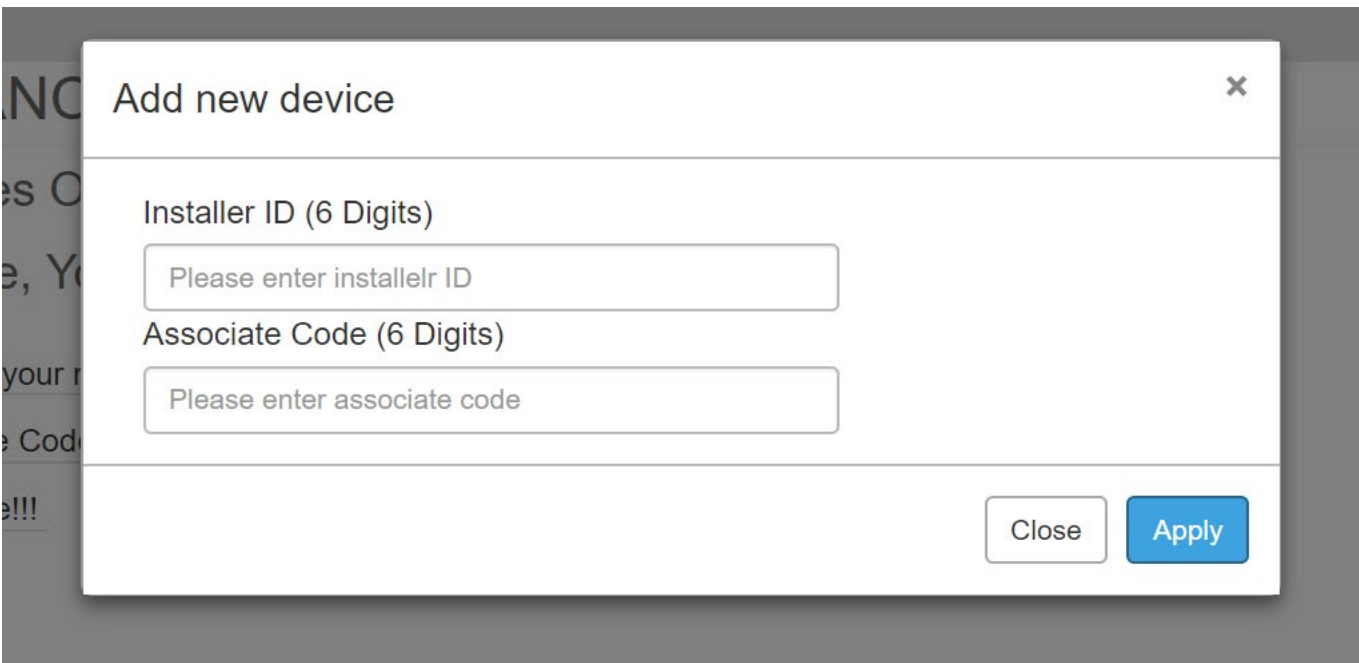 Add new device ×
Installer ID (6 Digits)
Please enter installelr ID
Associate Code (6 Digits)
Please enter associate code
Close Apply
your
e!!!